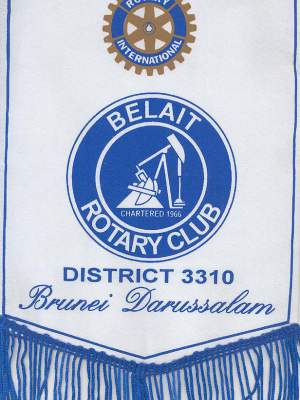 ROTARY
INTERNATIONAL
BELAIT
CHARTERED 1966
ROTARY CLUB
DISTRICT 3310
Brunei Darussalam